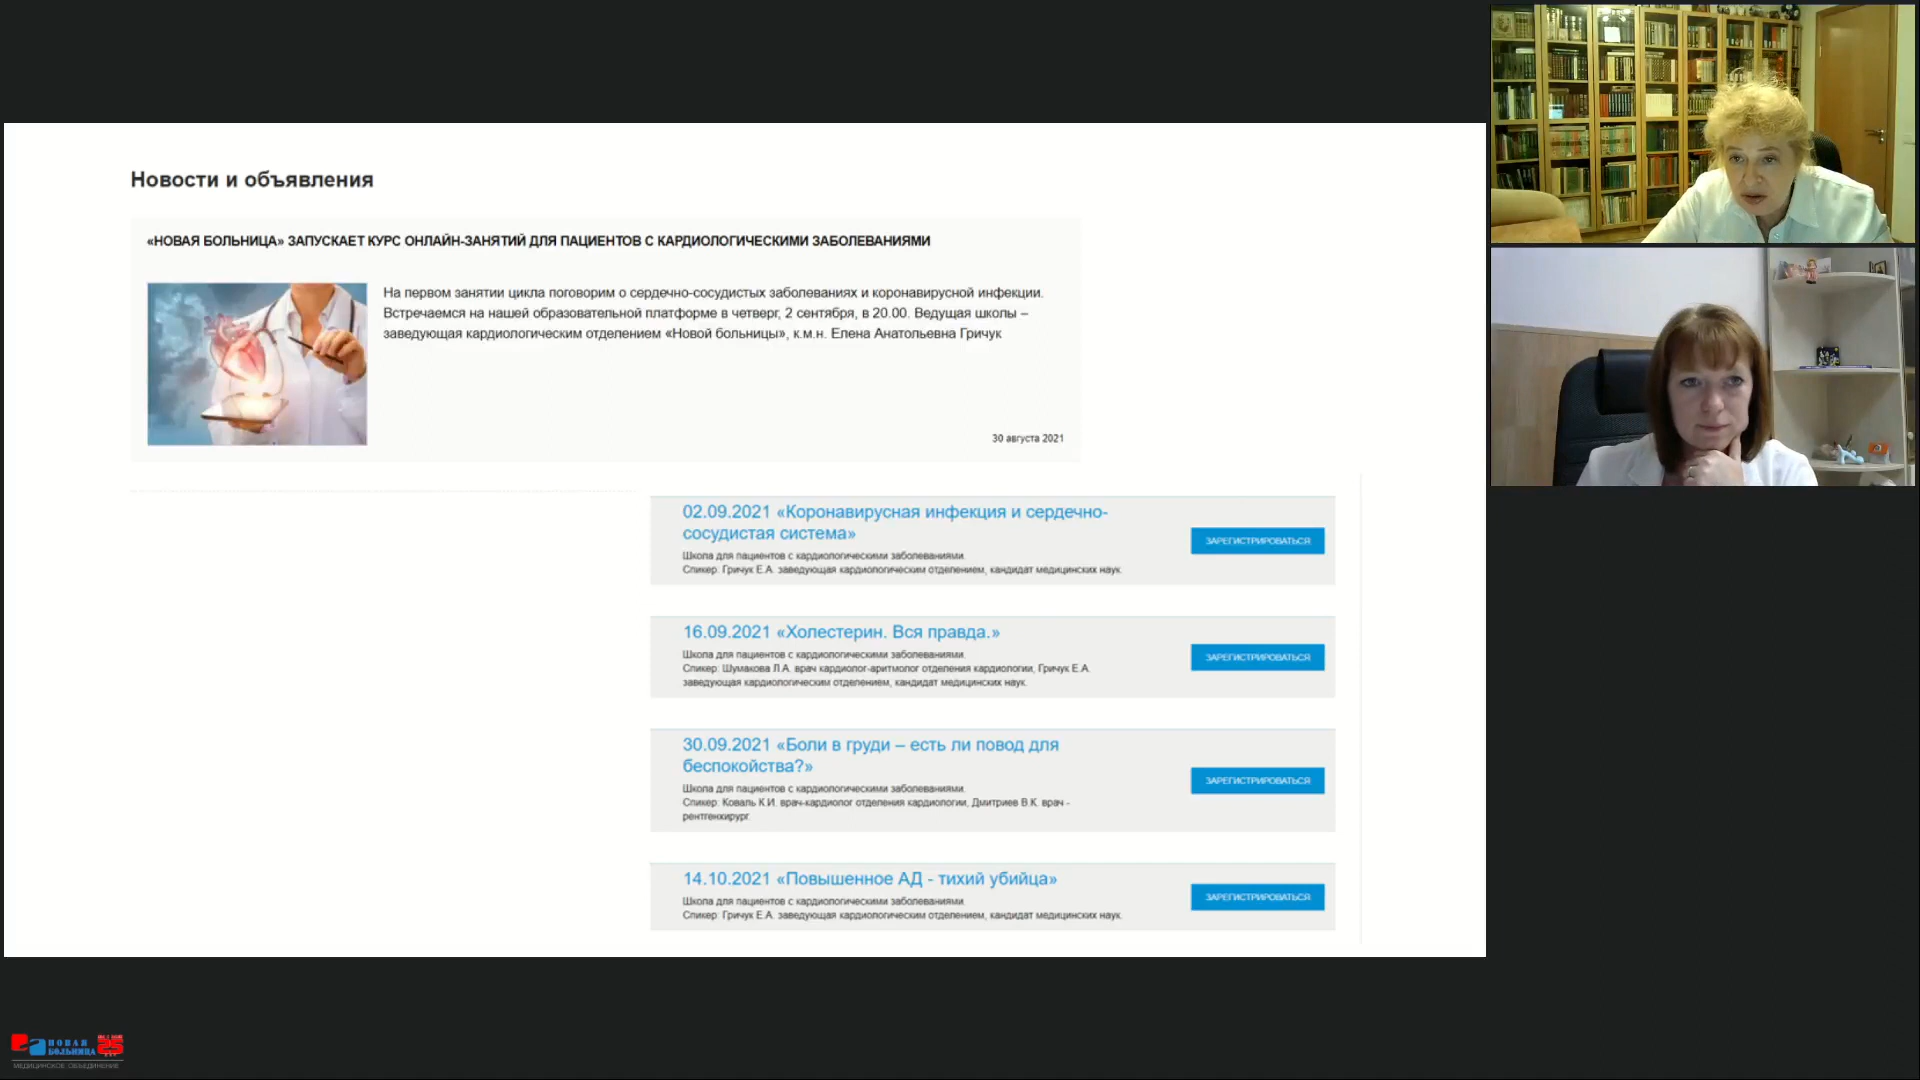 Новости и объявления
«НОВАЯ БОЛЬНИЦА» ЗАПУСКАЕТ КУРС ОНЛАЙН-ЗАНЯТИЙ ДЛЯ ПАЦИЕНТОВ С КАРДИОЛОГИЧЕСКИМИ ЗАБОЛЕВАНИЯМИ
На первом занятии цикла поговорим о сердечно-сосудистых заболеваниях и коронавирусной инфекции.
Встречаемся на нашей образовательной платформе в четверг, 2 сентября, в 20.00. Ведущая школы –
заведующая кардиологическим отделением «Новой больницы», к.м.н. Елена Анатольевна Гричук
30 августа 2021
02.09.2021 «Коронавирусная инфекция и сердечно-
сосудистая система»
Школа для пациентов с кардиологическими заболеваниями.
Спикер: Гричук Е.А. заведующая кардиологическим отделением, кандидат медицинских наук.
ЗАРЕГИСТРИРОВАТЬСЯ
16.09.2021 «Холестерин. Вся правда.»
Школа для пациентов с кардиологическими заболеваниями.
Спикер: Шумакова Л.А. врач кардиолог-аритмолог отделения кардиологии, Гричук Е.А.
заведующая кардиологическим отделением, кандидат медицинских наук.
ЗАРЕГИСТРИРОВАТЬСЯ
30.09.2021 «Боли в груди – есть ли повод для
беспокойства?»
Школа для пациентов с кардиологическими заболеваниями.
Спикер: Коваль К.И. врач-кардиолог отделения кардиологии, Дмитриев В.К. врач -
рентгенхирург.
ЗАРЕГИСТРИРОВАТЬСЯ
14.10.2021 «Повышенное АД - тихий убийца»
Школа для пациентов с кардиологическими заболеваниями.
Спикер: Гричук Е.А. заведующая кардиологическим отделением, кандидат медицинских наук.
ЗАРЕГИСТРИРОВАТЬСЯ
НОВАЯ
БОЛЬНИЦА
25
МЕДИЦИНСКОЕ ОБЪЕДИНЕНИЕ